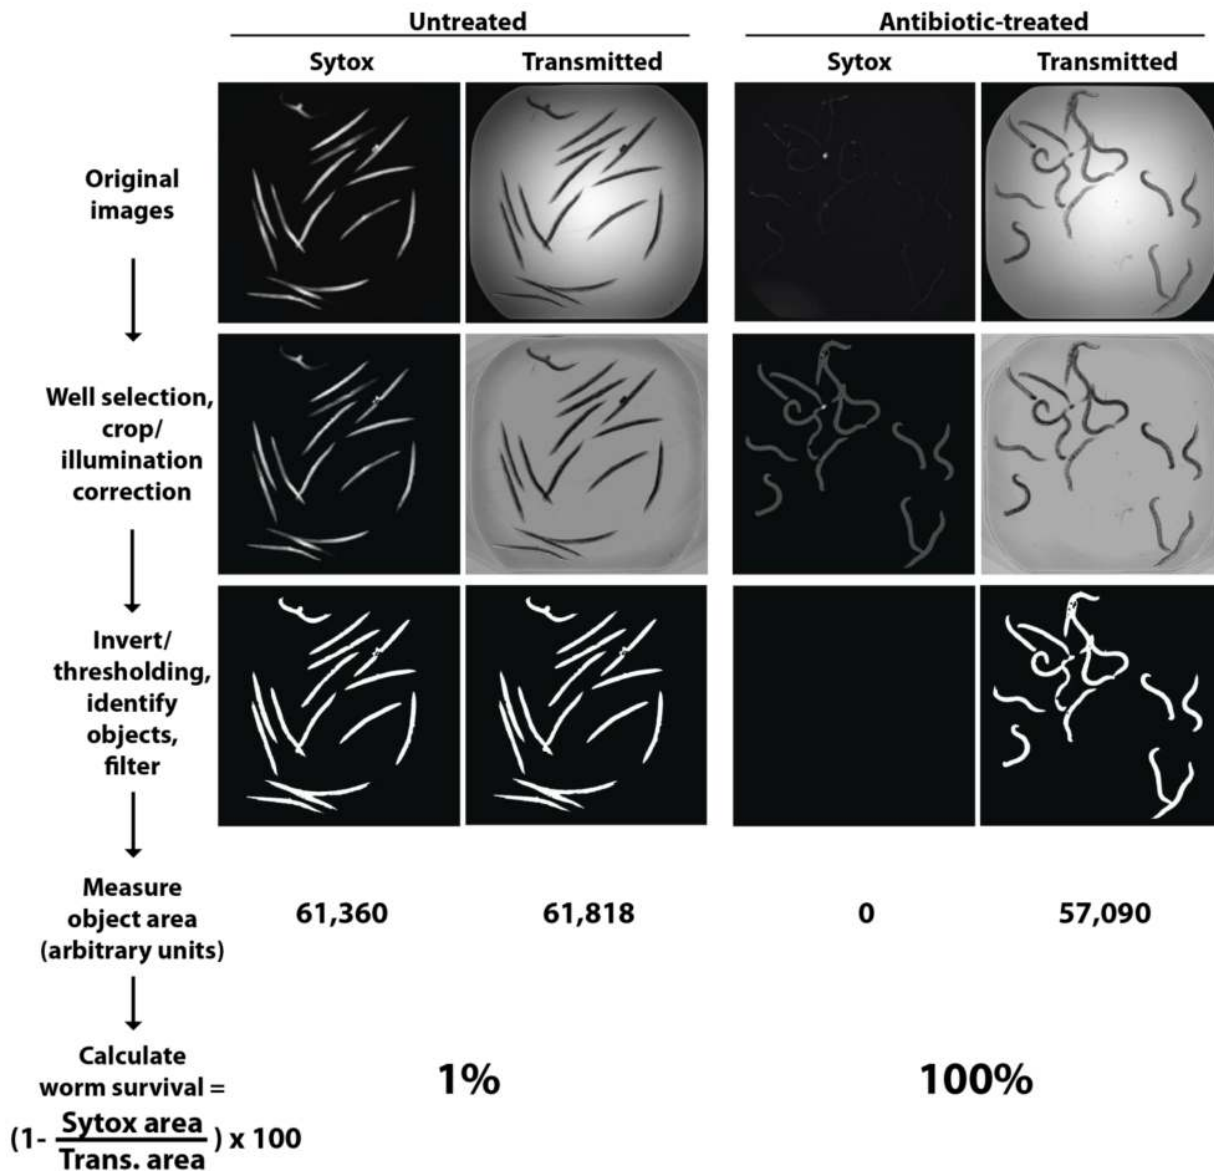 Untreated
Antibiotic-treated
Sytox
Transmitted
Sytox
Transmitted
Original
images
Well selection,
crop/
illumination
correction
Invert/
thresholding,
identify
objects,
filter
Measure
object area
(arbitrary units)
61,360
61,818
0
57,090
Calculate
worm survival =
(1- Sytox area / Trans. area ) x 100
1%
100%